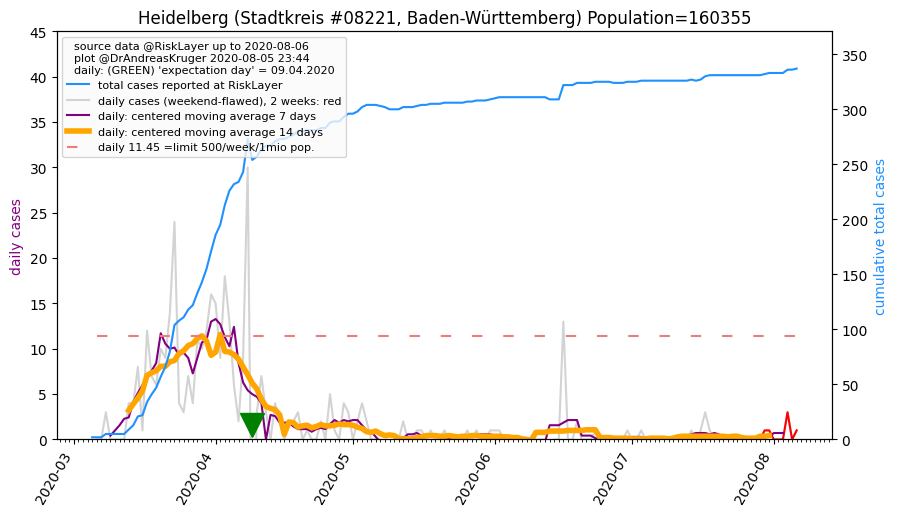 Heidelberg (Stadtkreis #08221, Baden-Württemberg) Population=160355
source data @RiskLayer up to 2020-08-06
plot @DrAndreasKruger 2020-08-05 23:44
daily: (GREEN) 'expectation day' = 09.04.2020
total cases reported at RiskLayer
daily cases (weekend-flawed), 2 weeks: red
daily: centered moving average 7 days
daily: centered moving average 14 days
daily 11.45 =limit 500/week/1mio pop.
daily cases
45
40
35
30
25
20
15
10
5
0
cumulative total cases
350
300
250
200
150
100
50
0
2020-03
2020-04
2020-05
2020-06
2020-07
2020-08